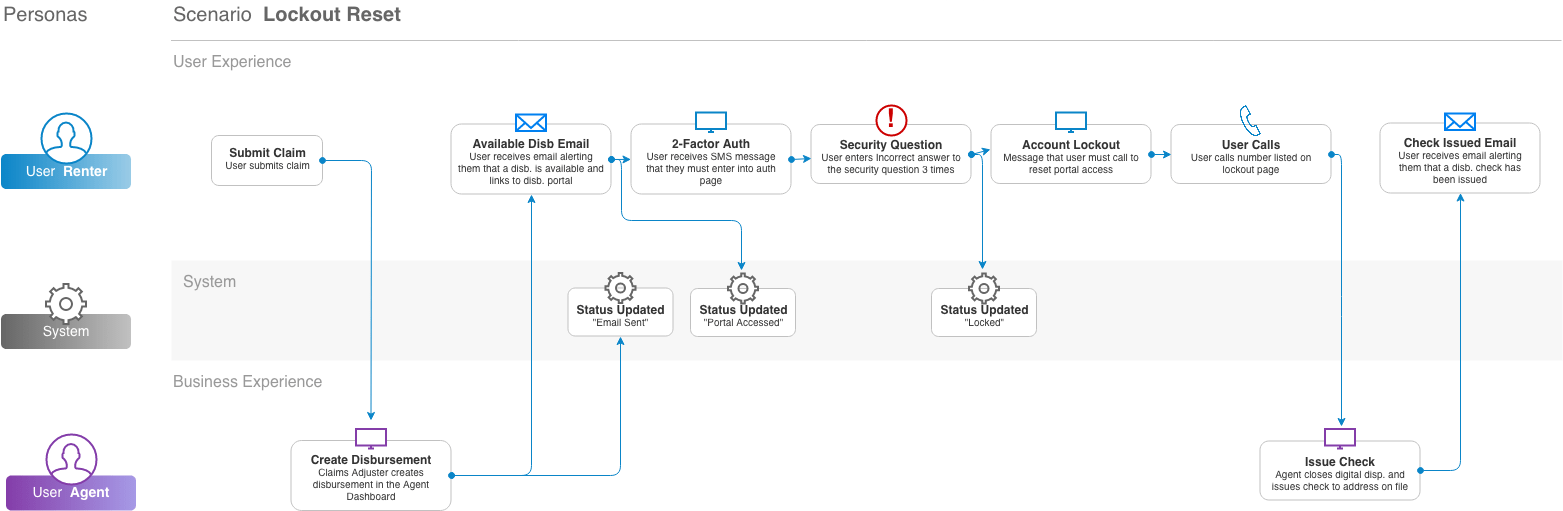 Personas
Scenario Lockout Reset
User Experience
User Renter
Submit Claim
User submits claim
Available Disb Email
User receives email alerting
them that a disb. is available and
links to disb. portal
2-Factor Auth
User receives SMS message
that they must enter into auth
page
Security Question
User enters Incorrect answer to
the security question 3 times
Account Lockout
Message that user must call to
reset portal access
User Calls
User calls number listed on
lockout page
Check Issued Email
User receives email alerting
them that a disb. check has
been issued
System
System
Status Updated
"Email Sent"
Status Updated
"Portal Accessed"
Status Updated
"Locked"
Business Experience
User Agent
Create Disbursement
Claims Adjuster creates
disbursement in the Agent
Dashboard
Issue Check
Agent closes digital disp. and
issues check to address on file